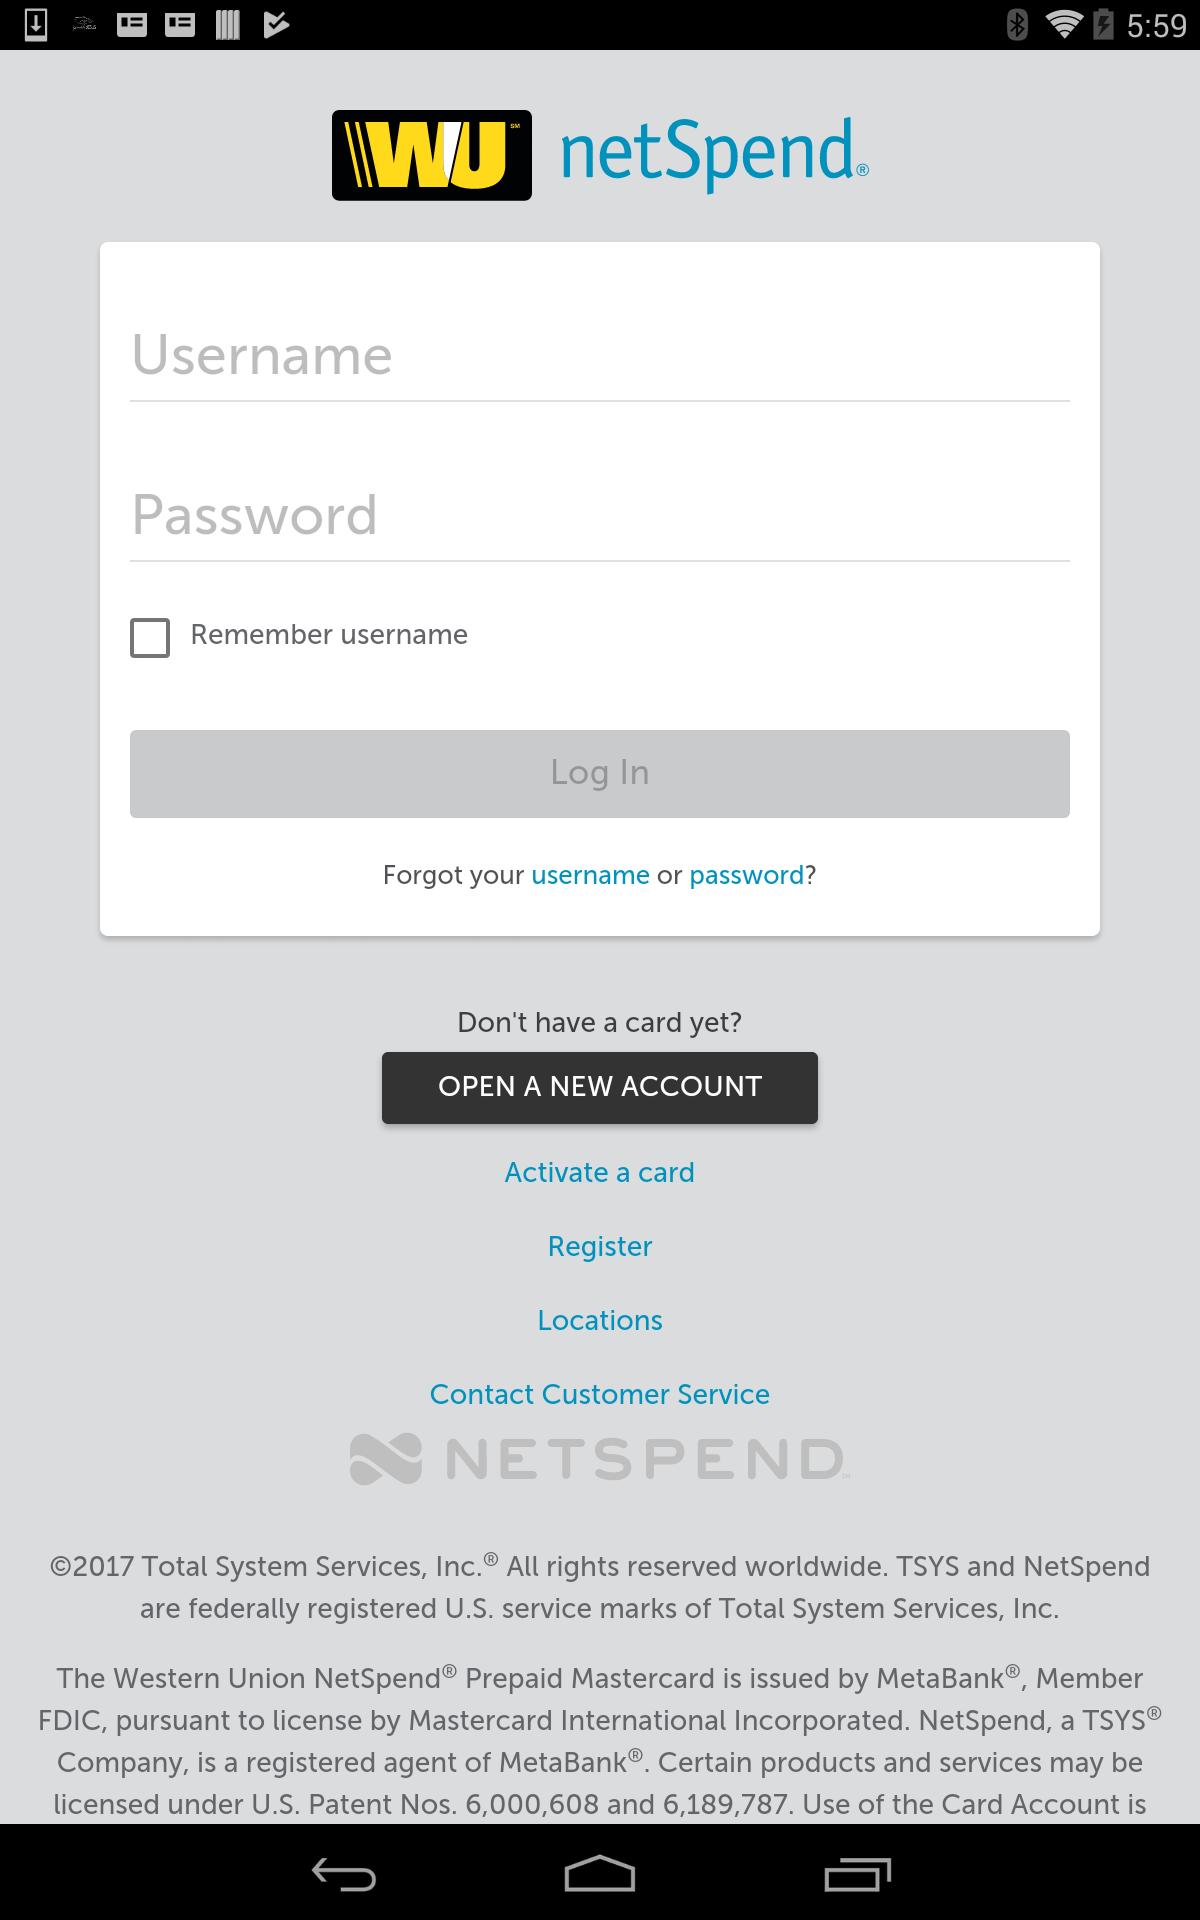 5:59
WU℠ netSpend®
Username
Password
Remember username
Log In
Forgot your username or password?
Don't have a card yet?
OPEN A NEW ACCOUNT
Activate a card
Register
Locations
Contact Customer Service
NETSPEND℠
©2017 Total System Services, Inc.® All rights reserved worldwide. TSYS and NetSpend
are federally registered U.S. service marks of Total System Services, Inc.
The Western Union NetSpend® Prepaid Mastercard is issued by MetaBank®, Member
FDIC, pursuant to license by Mastercard International Incorporated. NetSpend, a TSYS®
Company, is a registered agent of MetaBank®. Certain products and services may be
licensed under U.S. Patent Nos. 6,000,608 and 6,189,787. Use of the Card Account is